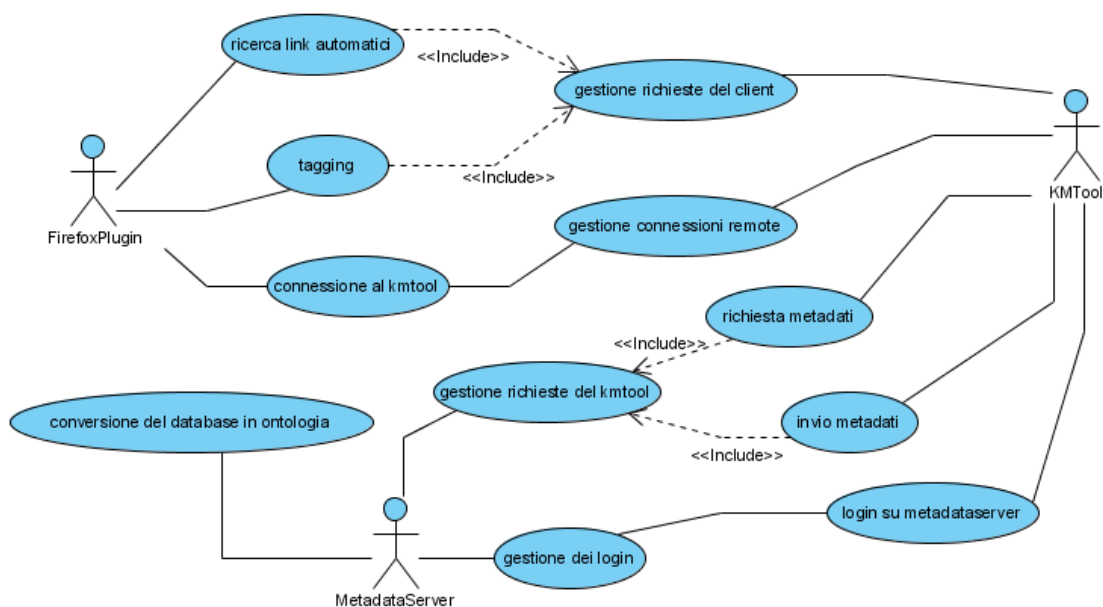 ricerca link automatici
<<Include>>
gestione richieste del client
tagging
<<Include>>
KMTool
FirefoxPlugin
gestione connessioni remote
connessione al kmtool
richiesta metadati
<<Include>>
gestione richieste del kmtool
conversione del database in ontologia
invio metadati
<<Include>>
login su metadataserver
gestione dei login
MetadataServer